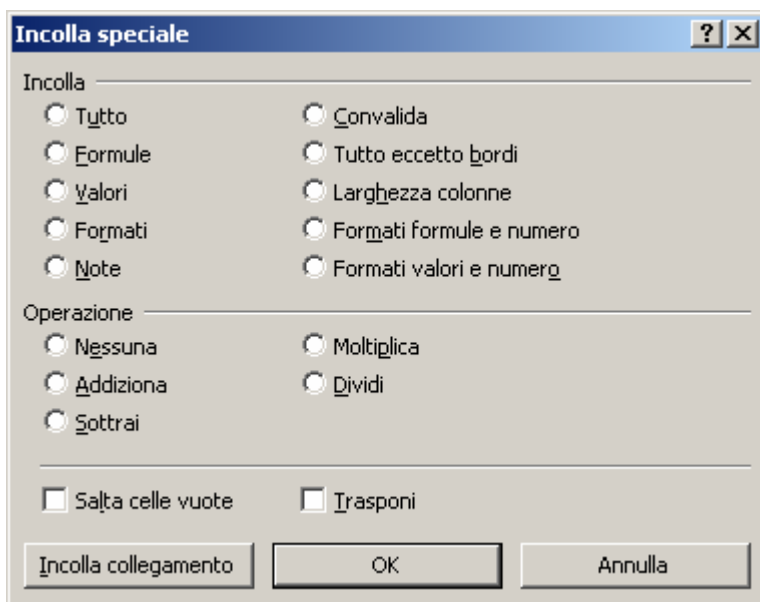 Incolla speciale
Incolla
Tutto Convalida
Formule Tutto eccetto bordi
Valori Larghezza colonne
Formati Formati formule e numero
Note Formati valori e numero
Operazione
Nessuna Moltiplica
Addiziona Dividi
Sottrai
Salta celle vuote Trasponi
Incolla collegamento OK Annulla